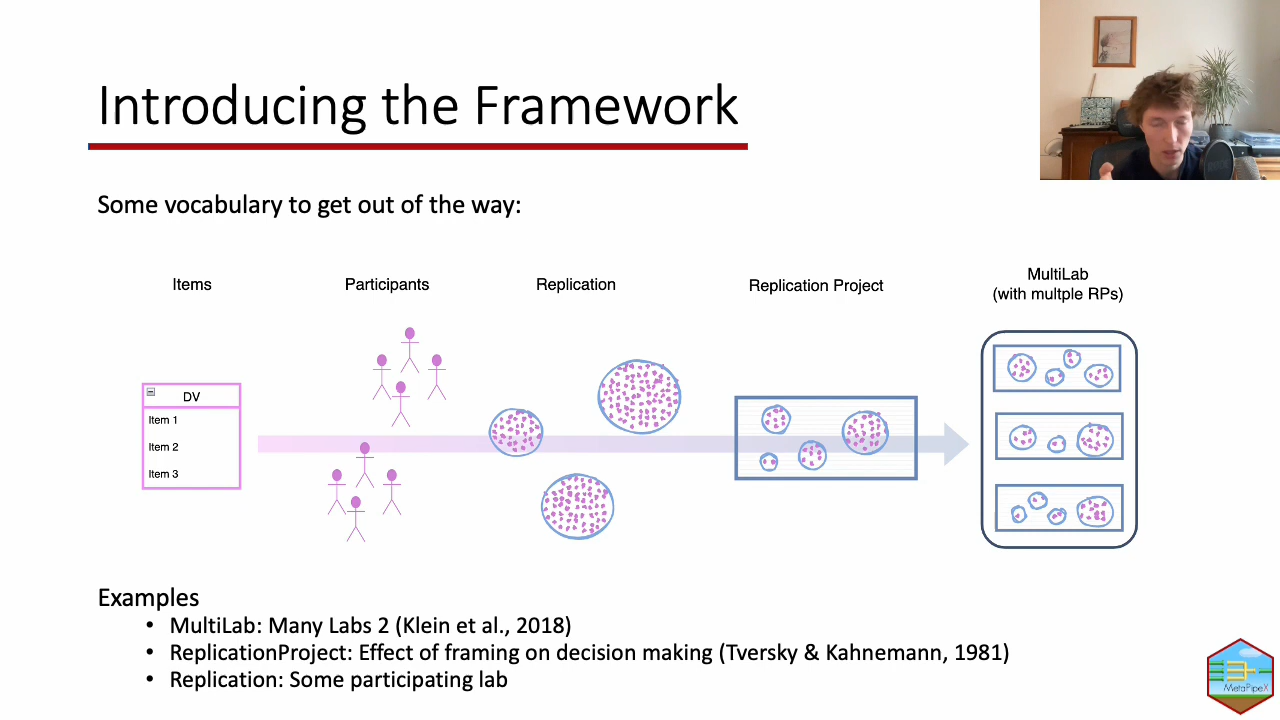 Introducing the Framework
Some vocabulary to get out of the way:
Items
Participants
Replication
Replication Project
MultiLab
(with multple RPs)
DV
Item 1
Item 2
Item 3
Examples
• MultiLab: Many Labs 2 (Klein et al., 2018)
• ReplicationProject: Effect of framing on decision making (Tversky & Kahnemann, 1981)
• Replication: Some participating lab
MetaPipeX